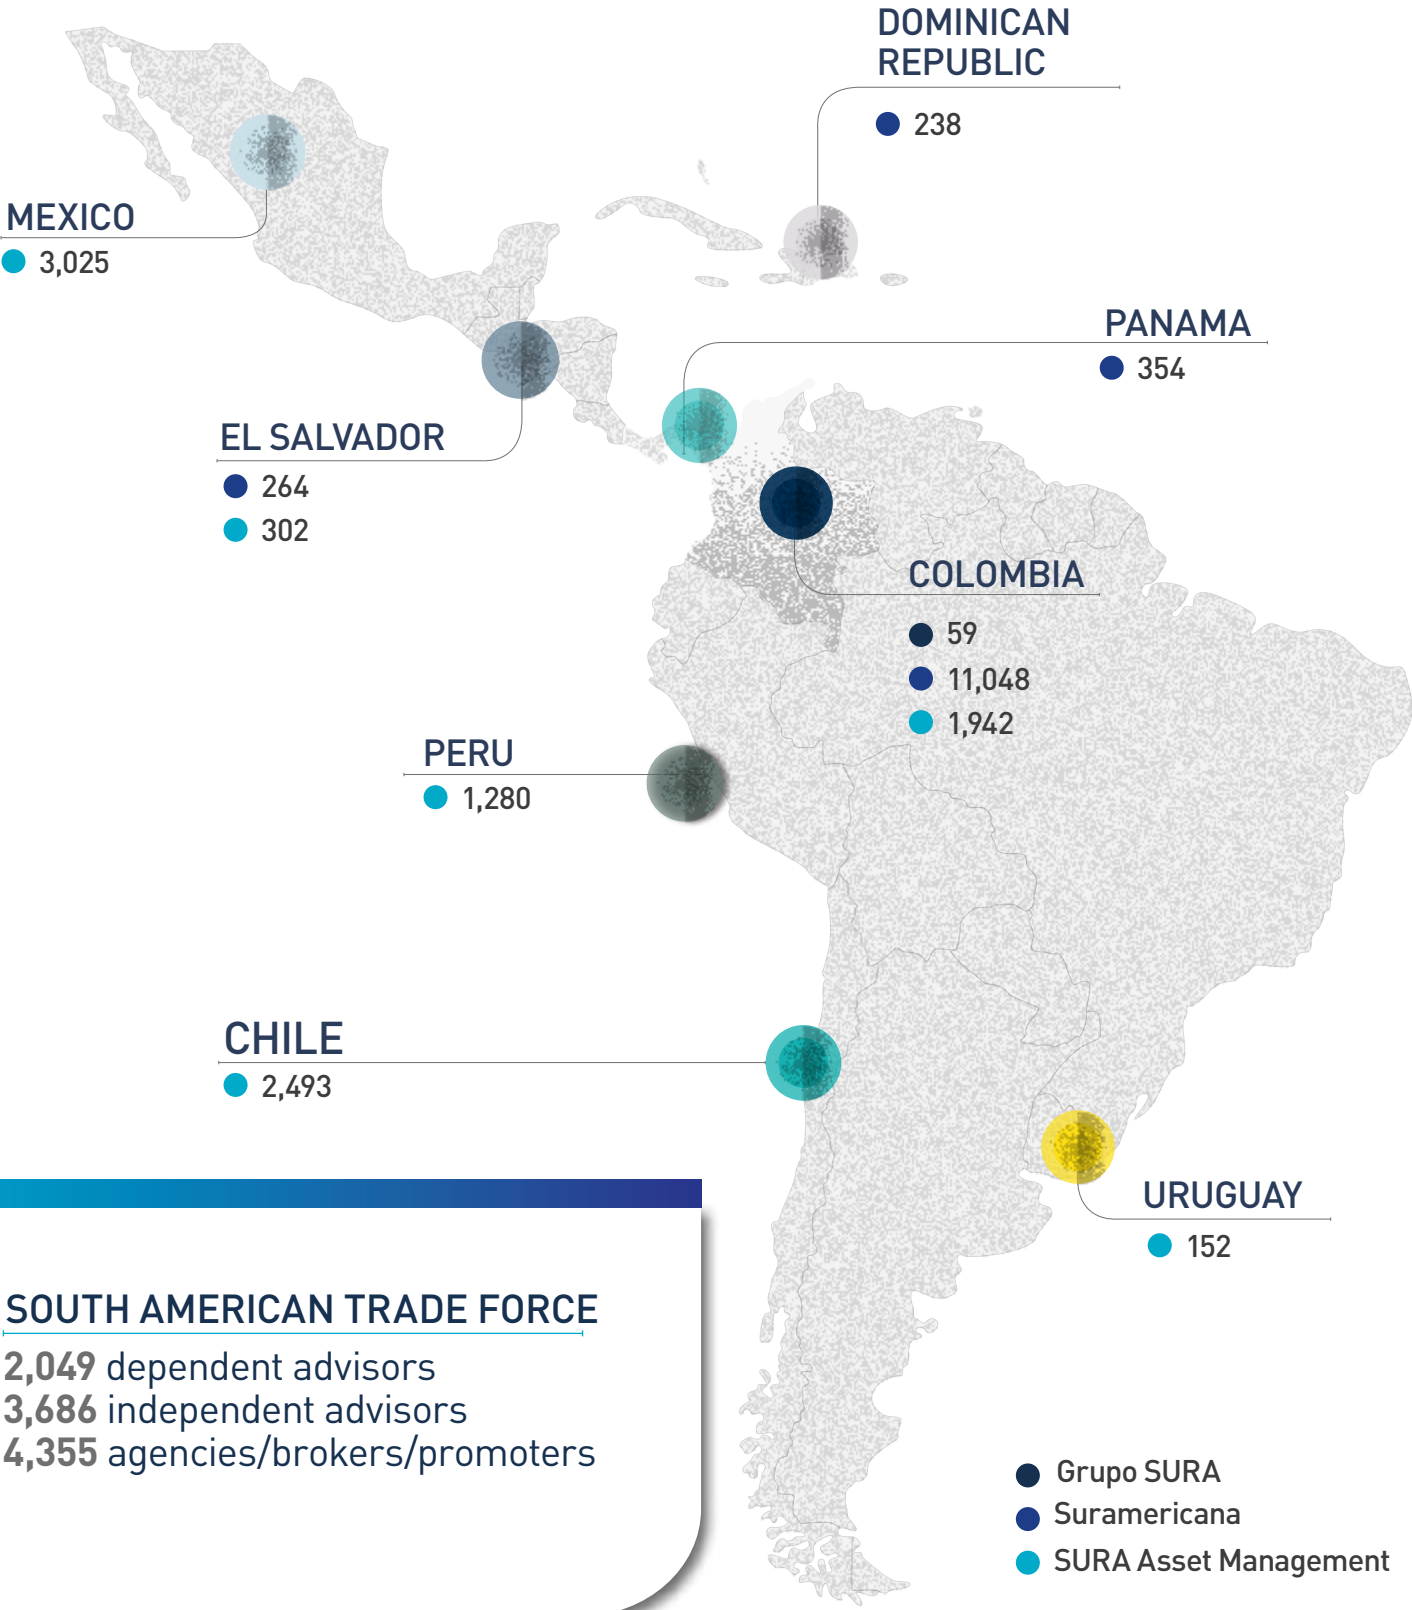 DOMINICAN
REPUBLIC
238
MEXICO
3,025
PANAMA
354
EL SALVADOR
264
302
COLOMBIA
59
11,048
1,942
PERU
1,280
CHILE
2,493
URUGUAY
152
SOUTH AMERICAN TRADE FORCE
2,049 dependent advisors
3,686 independent advisors
4,355 agencies/brokers/promoters
Grupo SURA
Suramericana
SURA Asset Management